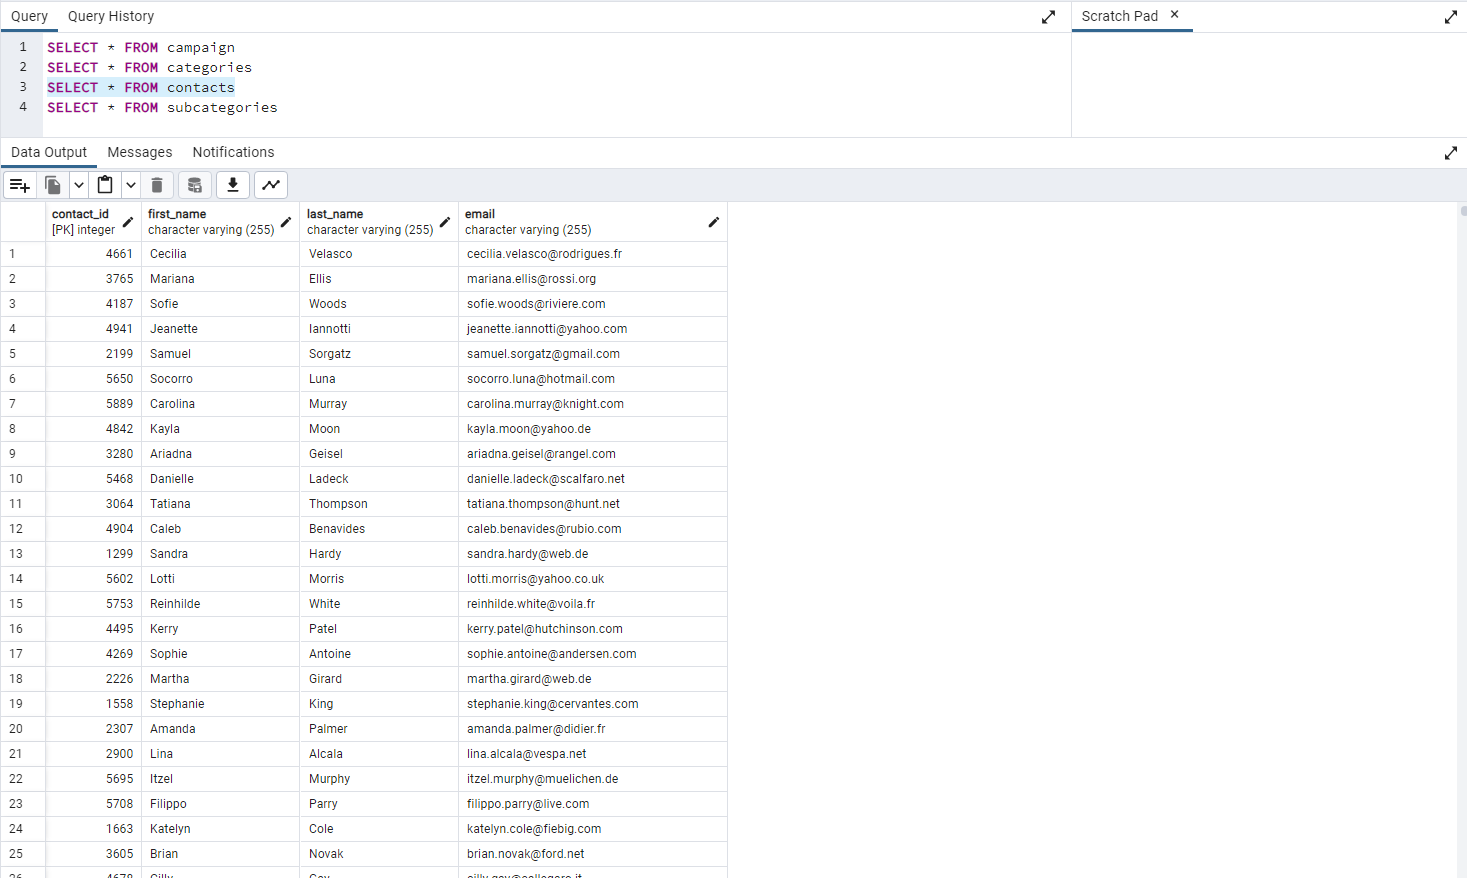 Query Query History Scratch Pad ×
1 SELECT * FROM campaign
2 SELECT * FROM categories
3 SELECT * FROM contacts
4 SELECT * FROM subcategories
Data Output Messages Notifications
contact_id first_name last_name email
[PK] integer character varying (255) character varying (255) character varying (255)
1 4661 Cecilia Velasco cecilia.velasco@rodrigues.fr
2 3765 Mariana Ellis mariana.ellis@rossi.org
3 4187 Sofie Woods sofie.woods@riviere.com
4 4941 Jeanette Iannotti jeanette.iannotti@yahoo.com
5 2199 Samuel Sorgatz samuel.sorgatz@gmail.com
6 5650 Socorro Luna socorro.luna@hotmail.com
7 5889 Carolina Murray carolina.murray@knight.com
8 4842 Kayla Moon kayla.moon@yahoo.de
9 3280 Ariadna Geisel ariadna.geisel@rangel.com
10 5468 Danielle Ladeck danielle.ladeck@scalfaro.net
11 3064 Tatiana Thompson tatiana.thompson@hunt.net
12 4904 Caleb Benavides caleb.benavides@rubio.com
13 1299 Sandra Hardy sandra.hardy@web.de
14 5602 Lotti Morris lotti.morris@yahoo.co.uk
15 5753 Reinhilde White reinhilde.white@voila.fr
16 4495 Kerry Patel kerry.patel@hutchinson.com
17 4269 Sophie Antoine sophie.antoine@andersen.com
18 2226 Martha Girard martha.girard@web.de
19 1558 Stephanie King stephanie.king@cervantes.com
20 2307 Amanda Palmer amanda.palmer@didier.fr
21 2900 Lina Alcala lina.alcala@vespa.net
22 5695 Itzel Murphy itzel.murphy@muelichen.de
23 5708 Filippo Parry filippo.parry@live.com
24 1663 Katelyn Cole katelyn.cole@fiebig.com
25 3605 Brian Novak brian.novak@ford.net